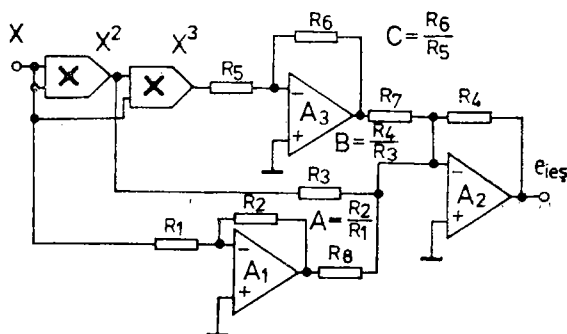 X
X²
X³
X
X
R5
R6
C = R6/R5
−
+
A3
R7
R4
B = R4/R3
R3
−
+
A2
eieş
R1
R2
A = R2/R1
−
+
A1
R8